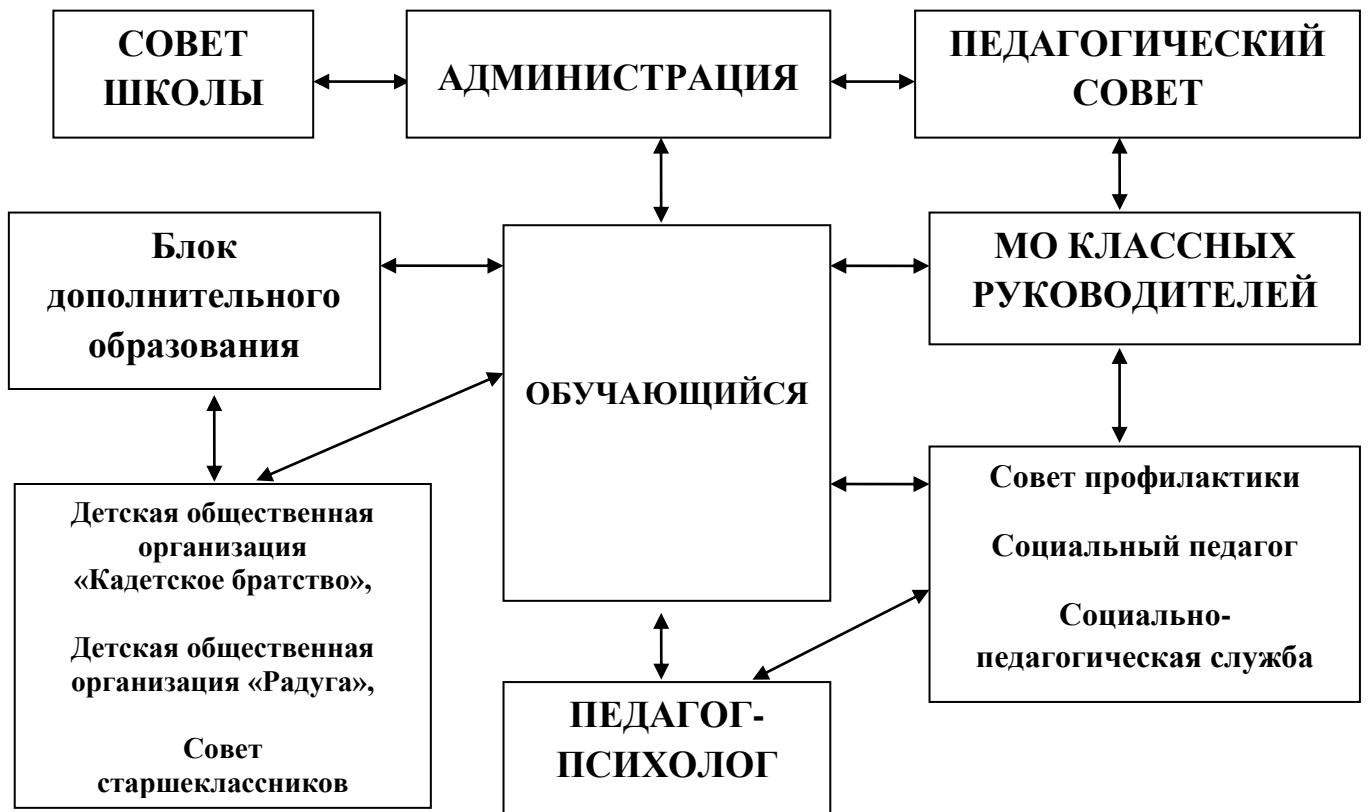 СОВЕТ
ШКОЛЫ
АДМИНИСТРАЦИЯ
ПЕДАГОГИЧЕСКИЙ
СОВЕТ
Блок
дополнительного
образования
ОБУЧАЮЩИЙСЯ
МО КЛАССНЫХ
РУКОВОДИТЕЛЕЙ
Детская общественная
организация
«Кадетское братство»,
Детская общественная
организация «Радуга»,
Совет
старшеклассников
ПЕДАГОГ-
ПСИХОЛОГ
Совет профилактики
Социальный педагог
Социально-
педагогическая служба